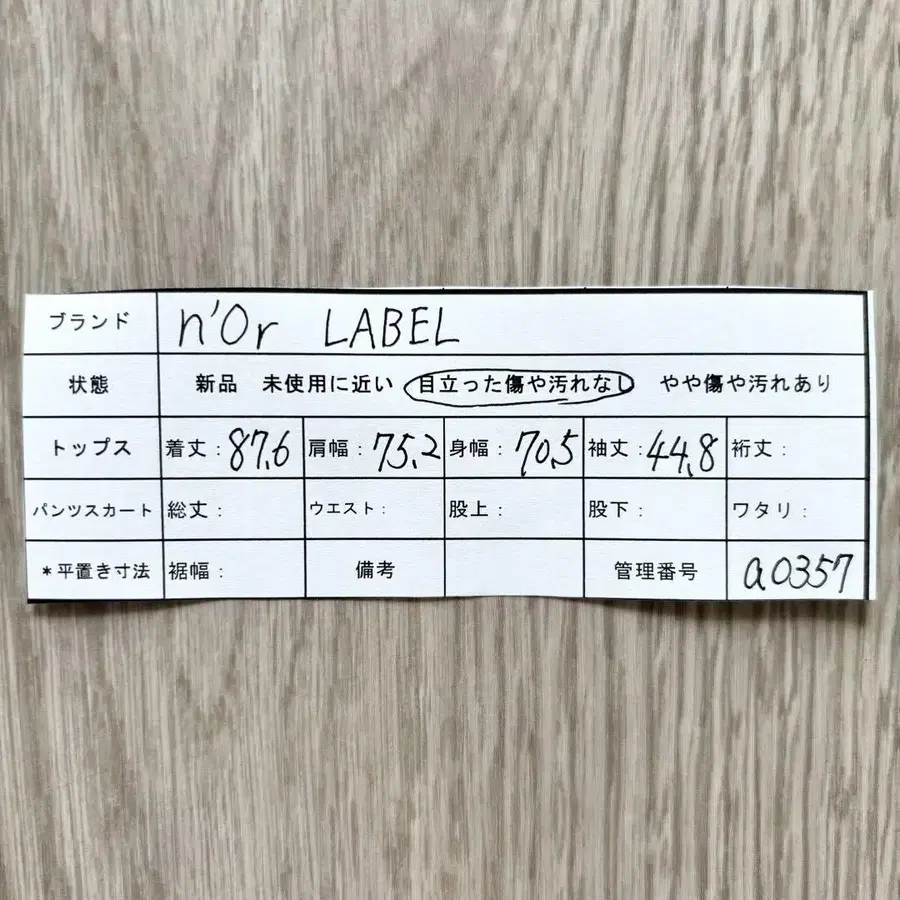 ブランド n'Or LABEL
状態 新品 未使用に近い 目立った傷や汚れなし やや傷や汚れあり
トップス 着丈：87.6 肩幅：75.2 身幅：70.5 袖丈：44.8 裄丈：
パンツスカート 総丈： ウエスト： 股上： 股下： ワタリ：
*平置き寸法 裾幅： 備考 管理番号 a0357